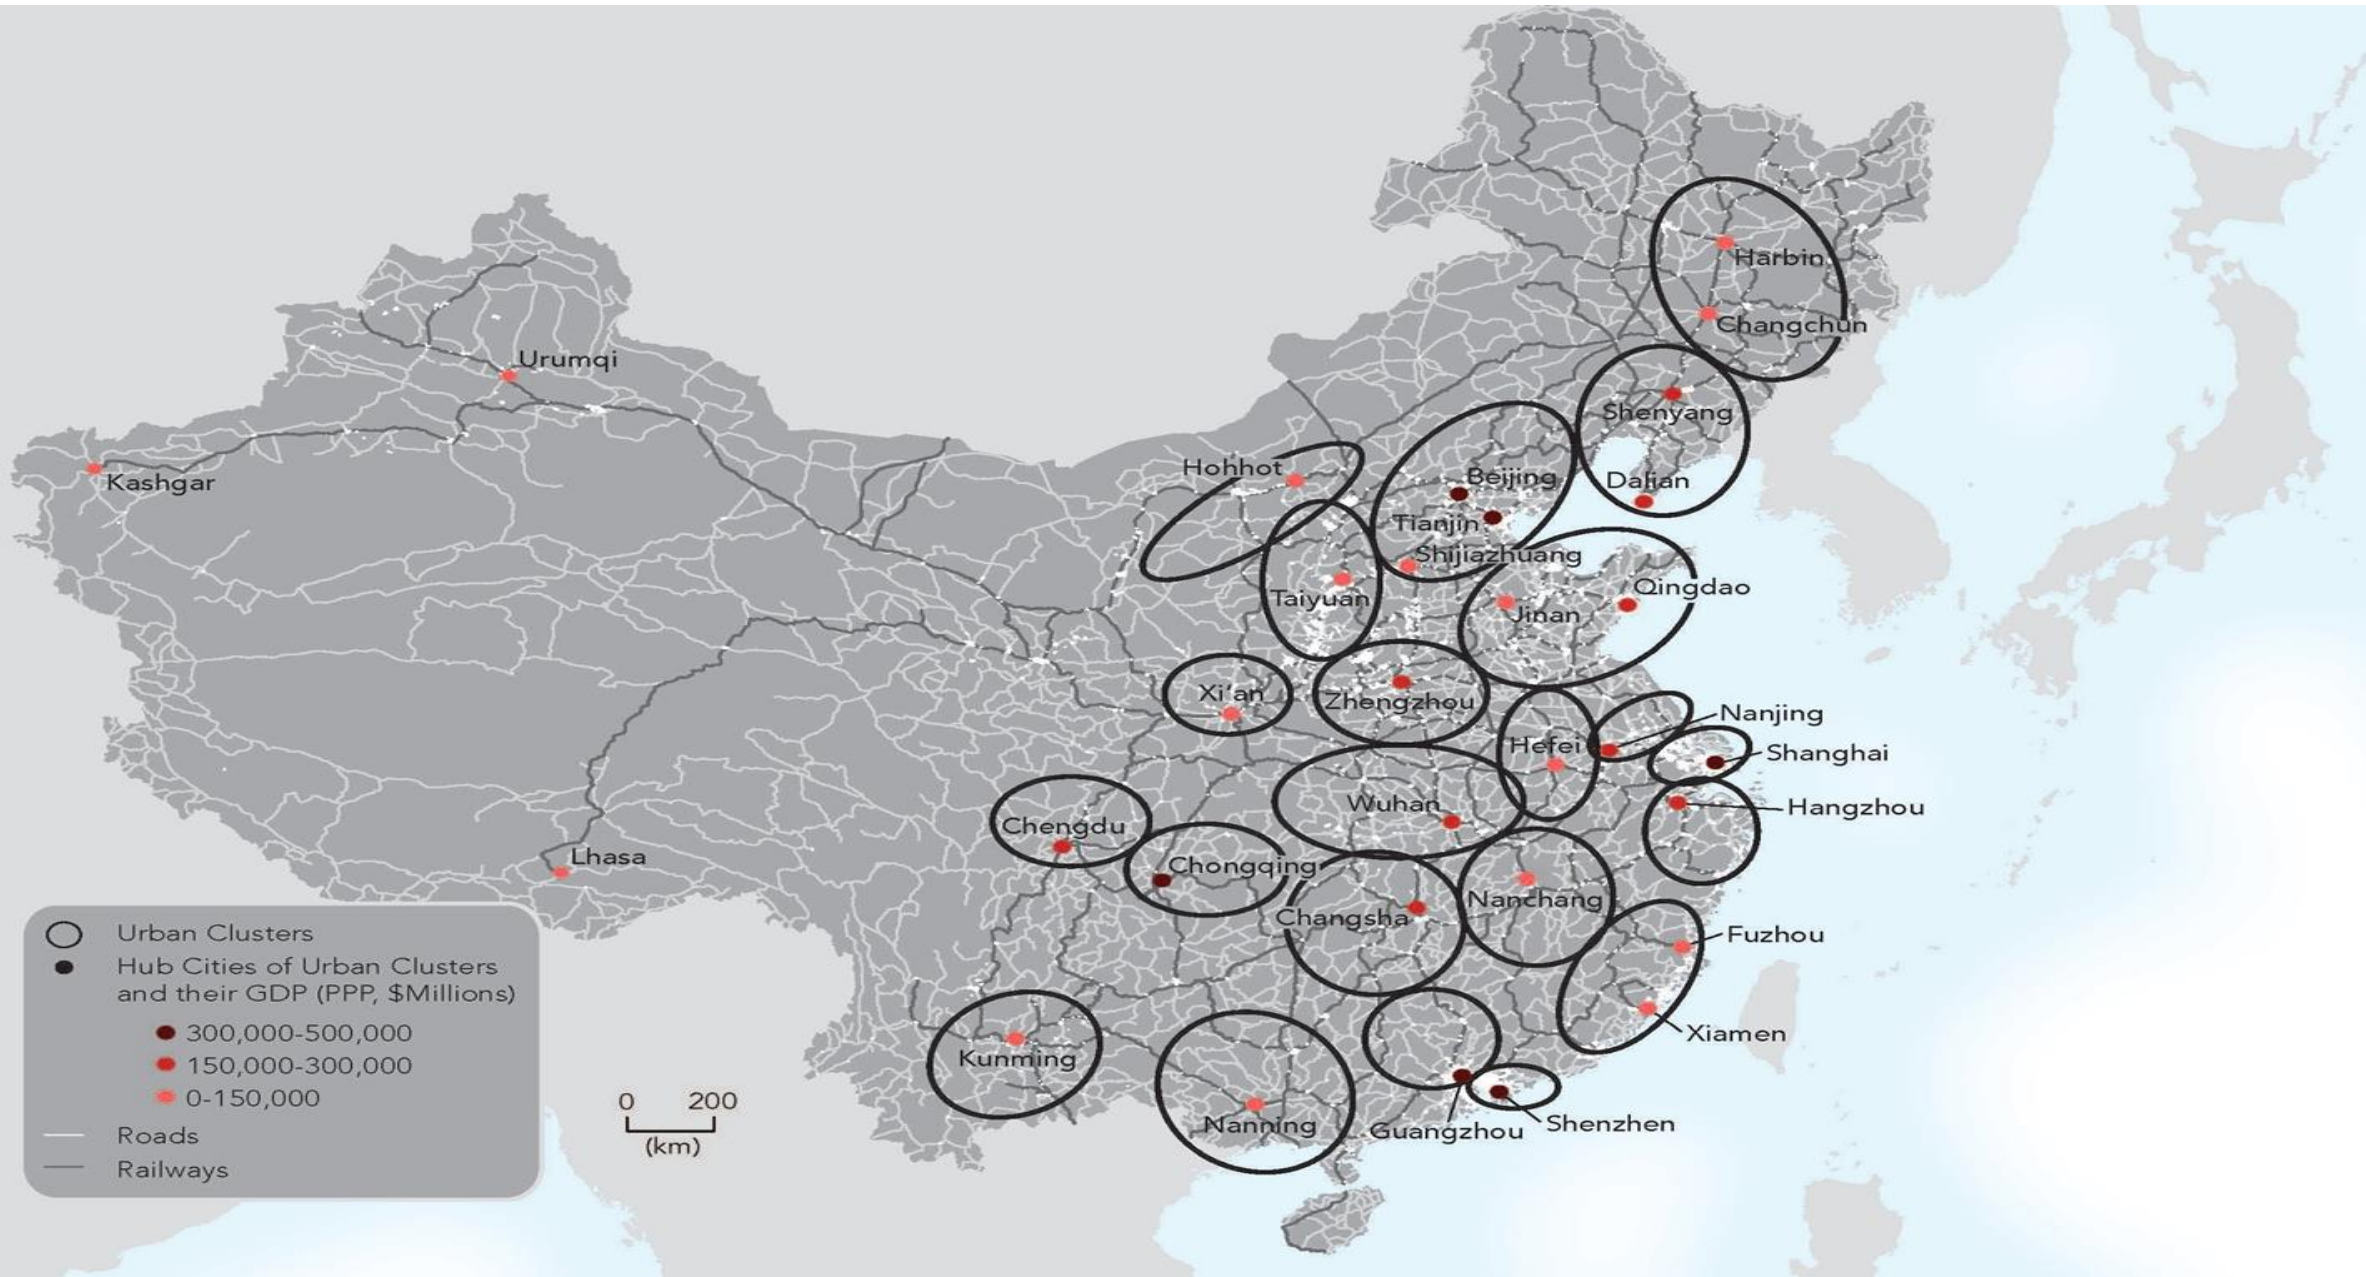 Harbin
Changchun
Urumqi
Shenyang
Hohhot
Beijing
Dalian
Kashgar
Tianjin
Shijiazhuang
Qingdao
Taiyuan
Jinan
Xi'an
Zhengzhou
Nanjing
Hefei
Shanghai
Wuhan
Hangzhou
Chengdu
Lhasa
Chongqing
Nanchang
Changsha
Fuzhou
Xiamen
Kunming
Nanning
Guangzhou
Shenzhen
Urban Clusters
Hub Cities of Urban Clusters
and their GDP (PPP, $Millions)
300,000-500,000
150,000-300,000
0-150,000
Roads
Railways
0 200
(km)